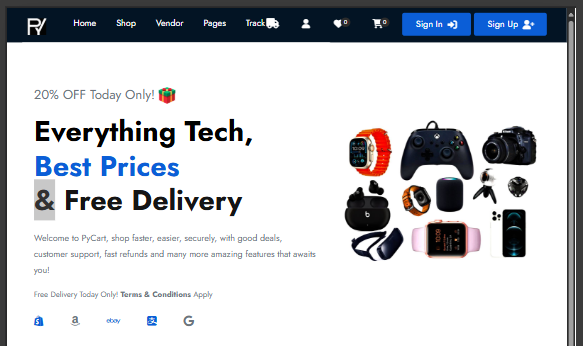 PY
Home Shop Vendor Pages Track 0 0 Sign In Sign Up
20% OFF Today Only!
Everything Tech,
Best Prices
& Free Delivery
Welcome to PyCart, shop faster, easier, securely, with good deals,
customer support, fast refunds and many more amazing features that awaits
you!
Free Delivery Today Only! Terms & Conditions Apply
ebay